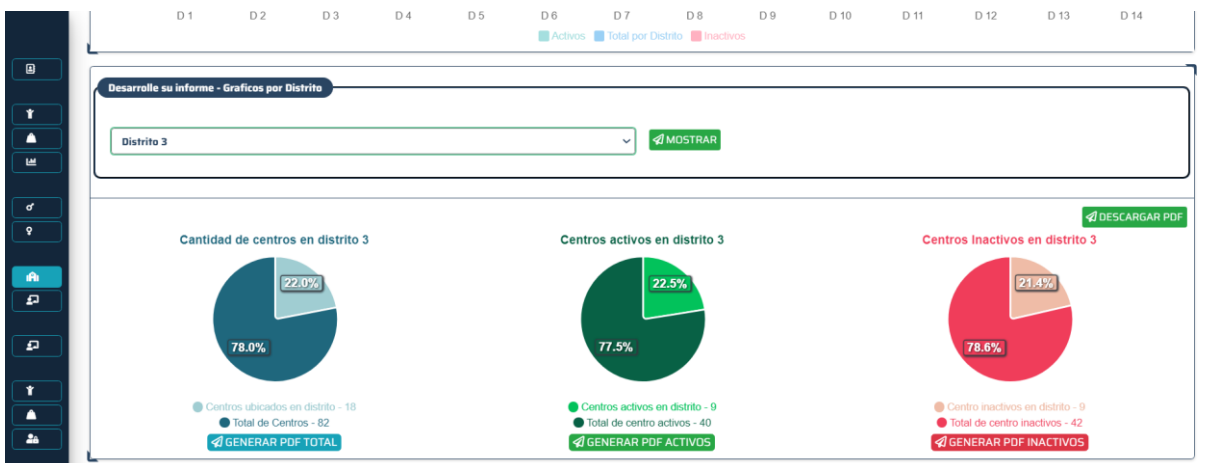 D 1 D 2 D 3 D 4 D 5 D 6 D 7 D 8 D 9 D 10 D 11 D 12 D 13 D 14
Activos Total por Distrito Inactivos
Desarrolle su informe - Graficos por Distrito
Distrito 3 MOSTRAR
DESCARGAR PDF
Cantidad de centros en distrito 3
22.0%
78.0%
Centros ubicados en distrito - 18
Total de Centros - 82
GENERAR PDF TOTAL
Centros activos en distrito 3
22.5%
77.5%
Centros activos en distrito - 9
Total de centro activos - 40
GENERAR PDF ACTIVOS
Centros Inactivos en distrito 3
21.4%
78.6%
Centro inactivos en distrito - 9
Total de centro inactivos - 42
GENERAR PDF INACTIVOS